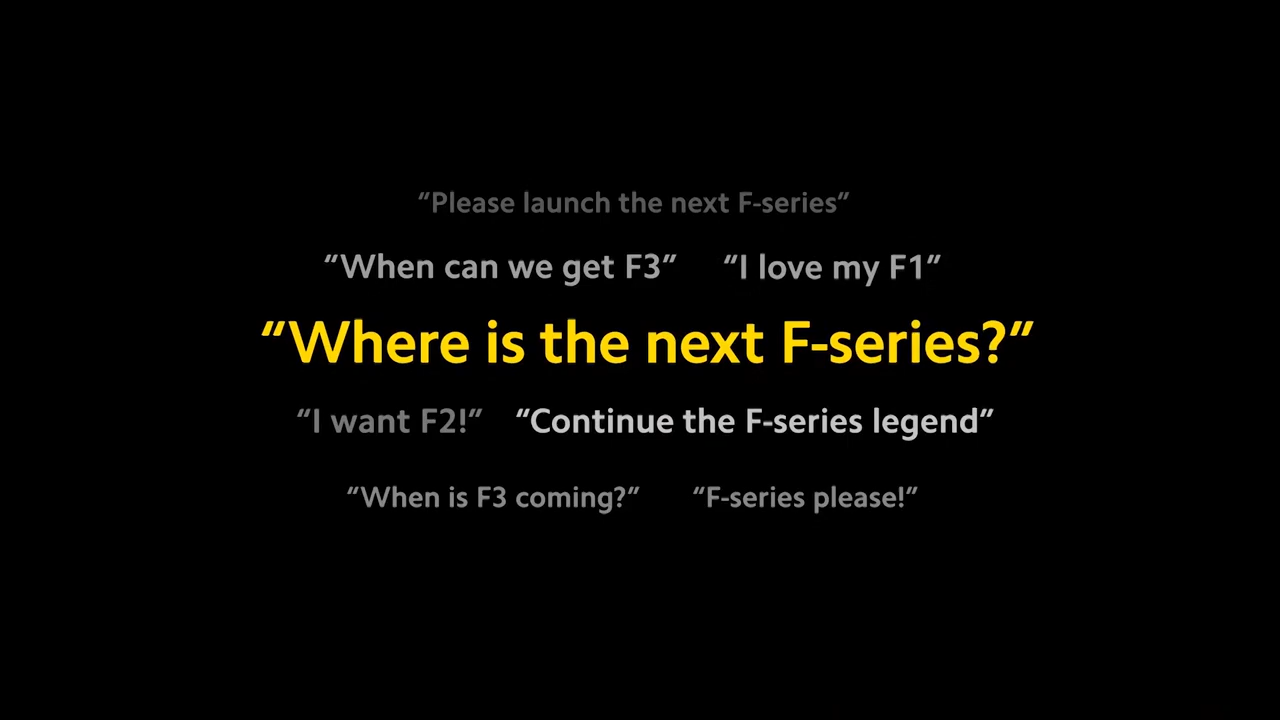 “Please launch the next F-series”
“When can we get F3” “I love my F1”
“Where is the next F-series?”
“I want F2!” “Continue the F-series legend”
“When is F3 coming?” “F-series please!”